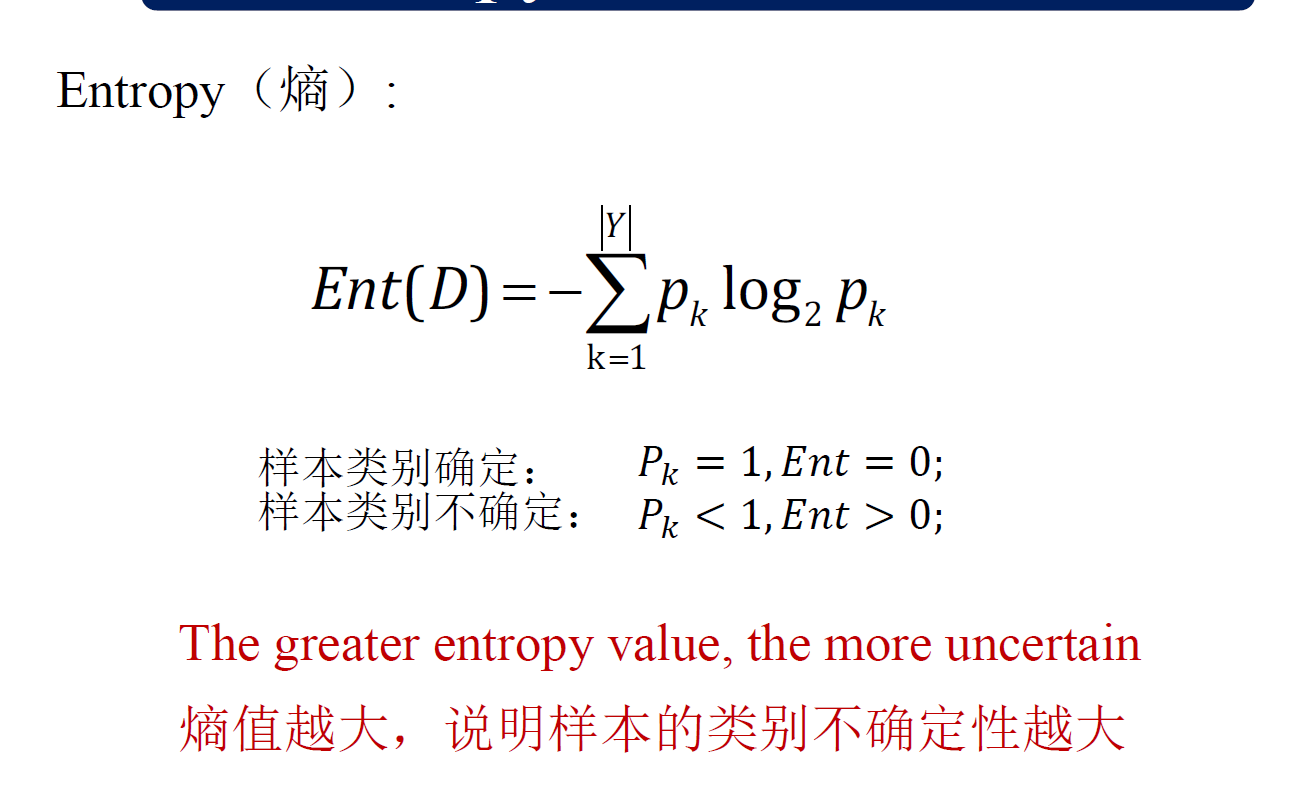 Entropy（熵）:
Ent(D)=-∑_{k=1}^{|Y|} p_k log_2 p_k
样本类别确定： P_k = 1, Ent = 0;
样本类别不确定： P_k < 1, Ent > 0;
The greater entropy value, the more uncertain
熵值越大，说明样本的类别不确定性越大